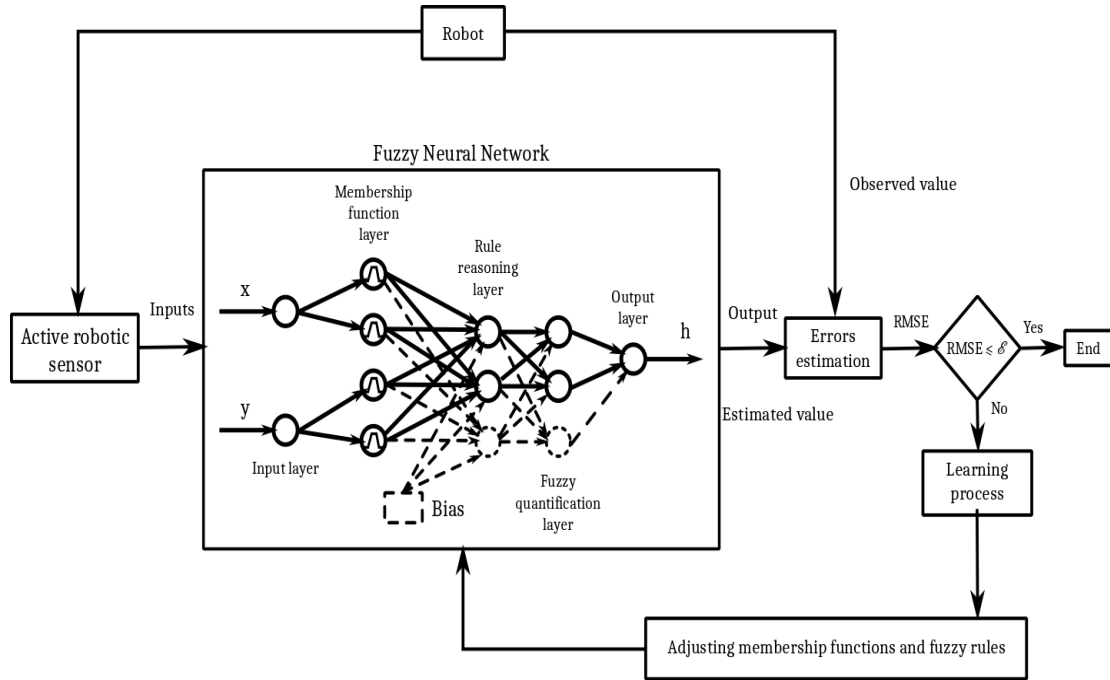 Robot
Fuzzy Neural Network
Observed value
Membership
function
layer
Rule
reasoning
layer
x
Inputs
Output
layer
h
Output
RMSE
Yes
Active robotic
sensor
Errors
estimation
RMSE ⩽ ℰ
End
y
Estimated value
No
Input layer
Learning
process
Bias
Fuzzy
quantification
layer
Adjusting membership functions and fuzzy rules